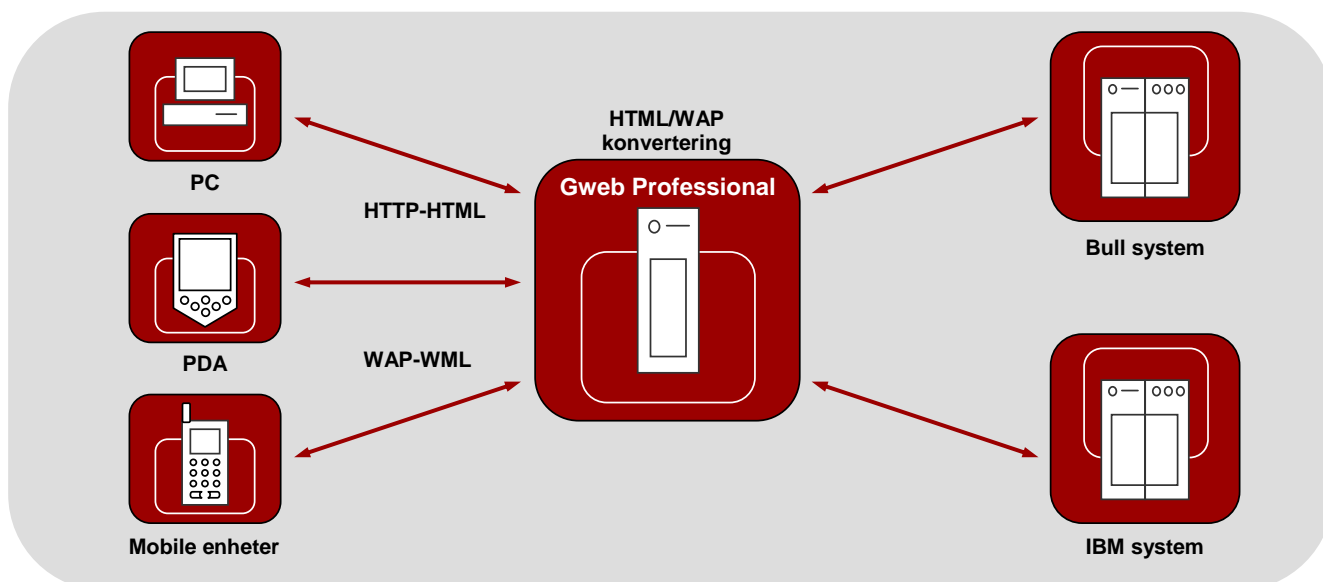 HTML/WAP
konvertering
Gweb Professional
PC
HTTP-HTML
Bull system
PDA
WAP-WML
Mobile enheter
IBM system